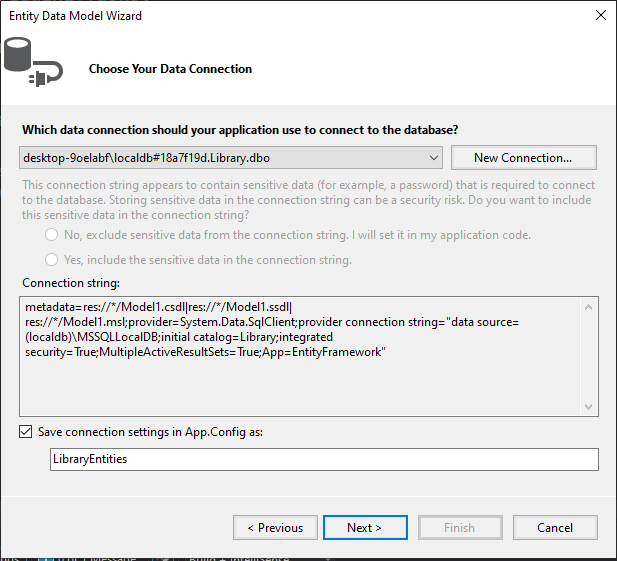 Entity Data Model Wizard
Choose Your Data Connection
Which data connection should your application use to connect to the database?
desktop-9oelabf\localdb#18a7f19d.Library.dbo
New Connection...
This connection string appears to contain sensitive data (for example, a password) that is required to connect
to the database. Storing sensitive data in the connection string can be a security risk. Do you want to include
this sensitive data in the connection string?
No, exclude sensitive data from the connection string. I will set it in my application code.
Yes, include the sensitive data in the connection string.
Connection string:
metadata=res://*/Model1.csdl|res://*/Model1.ssdl|
res://*/Model1.msl;provider=System.Data.SqlClient;provider connection string="data source=
(localdb)\MSSQLLocalDB;initial catalog=Library;integrated
security=True;MultipleActiveResultSets=True;App=EntityFramework"
Save connection settings in App.Config as:
LibraryEntities
< Previous
Next >
Finish
Cancel